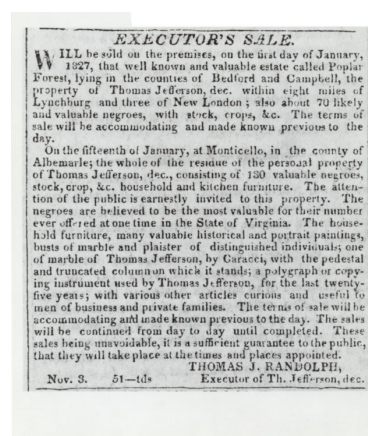 EXECUTOR'S SALE.
WILL be sold on the premises, on the first day of January,
1827, that well known and valuable estate called Poplar
Forest, lying in the counties of Bedford and Campbell, the
property of Thomas Jefferson, dec. within eight miles of
Lynchburg and three of New London; also about 70 likely
and valuable negroes, with stock, crops, &c. The terms of
sale will be accommodating and made known previous to the
day.
On the fifteenth of January, at Monticello, in the county of
Albemarle; the whole of the residue of the personal property
of Thomas Jefferson, dec., consisting of 130 valuable negroes,
stock, crop, &c. household and kitchen furniture. The atten-
tion of the public is earnestly invited to this property. The
negroes are believed to be the most valuable for their number
ever offered at one time in the State of Virginia. The house-
hold furniture, many valuable historical and portrait paintings,
busts of marble and plaister of distinguished individuals; one
of marble of Thomas Jefferson, by Caracci, with the pedestal
and truncated column on which it stands; a polygraph or copy-
ing instrument used by Thomas Jefferson, for the last twenty-
five years; with various other articles curious and useful to
men of business and private families. The terms of sale will be
accommodating and made known previous to the day. The sales
will be continued from day to day until completed. These
sales being unavoidable, it is a sufficient guarantee to the public,
that they will take place at the times and places appointed.
THOMAS J. RANDOLPH,
Nov. 3. 51—tds Executor of Th. Jefferson, dec.